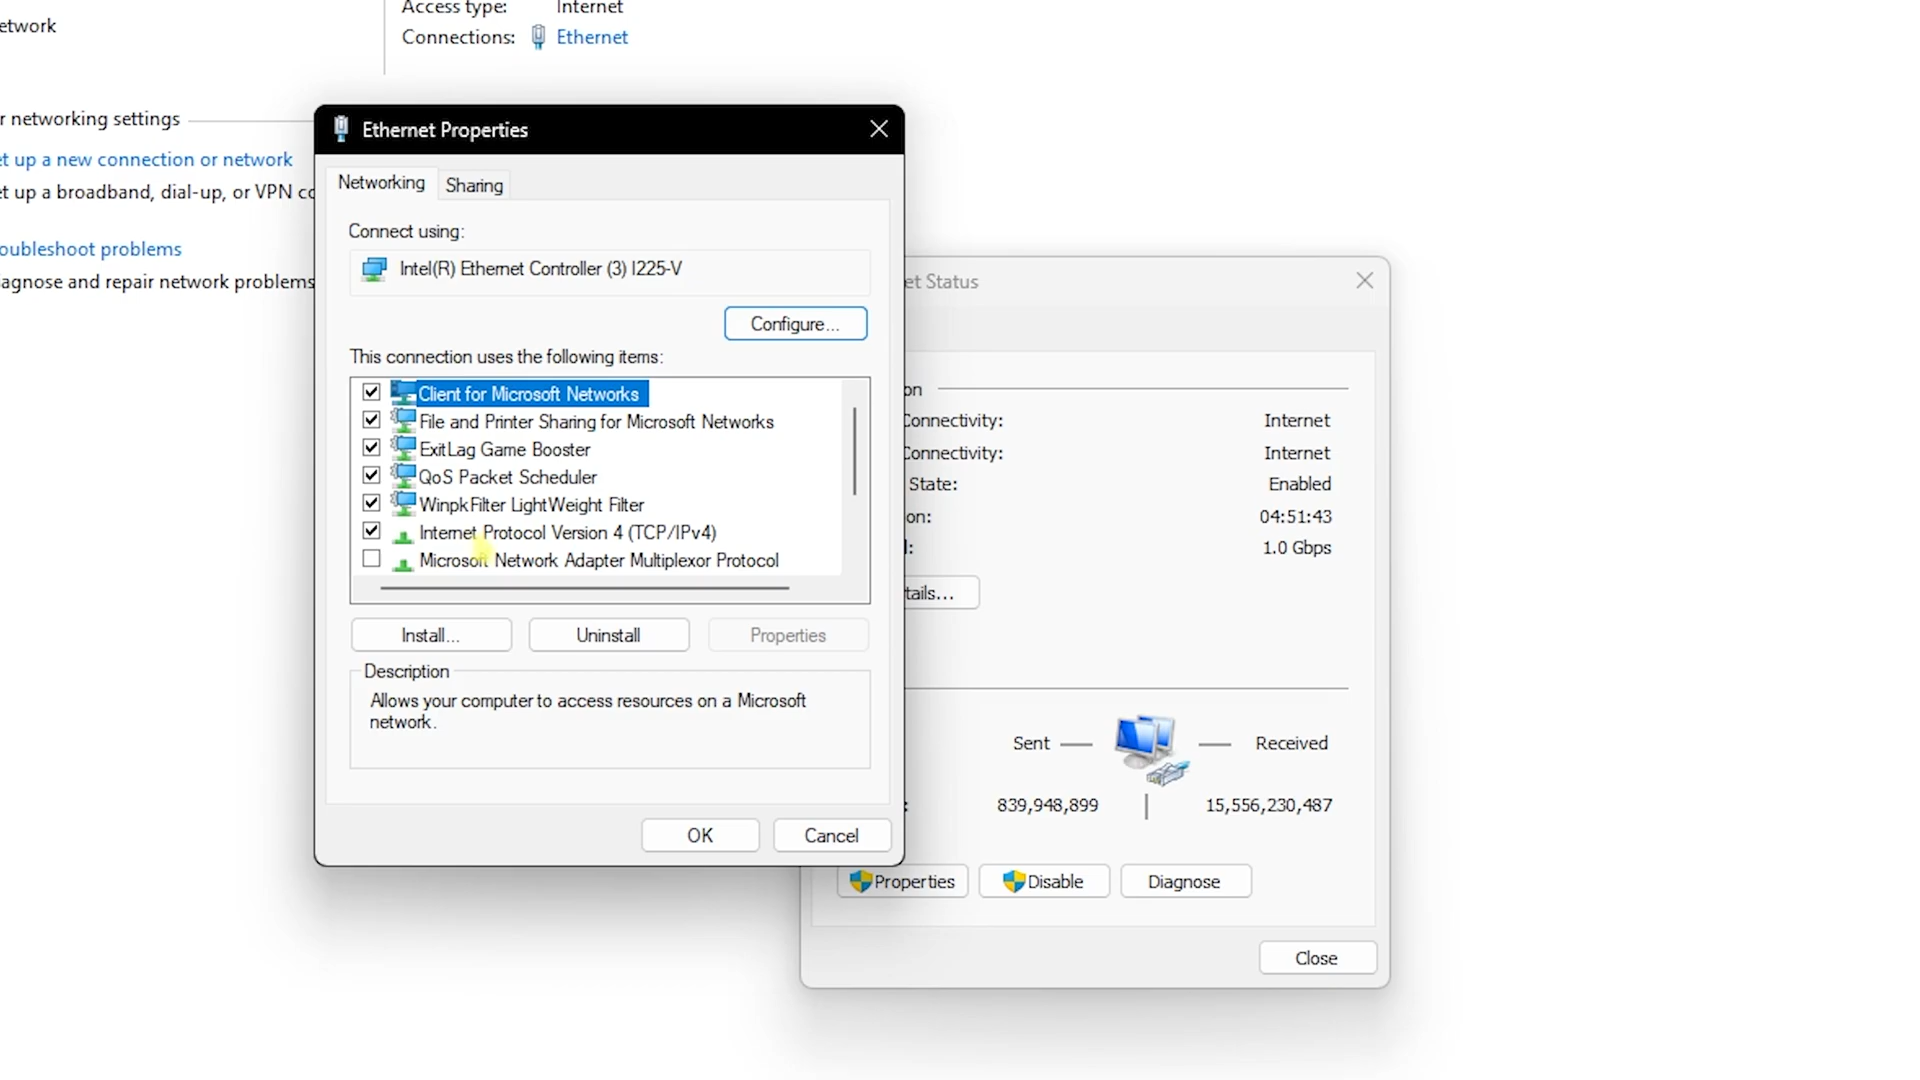 Access type: Internet
etwork
Connections: Ethernet
r networking settings
et up a new connection or network
et up a broadband, dial-up, or VPN co
oubleshoot problems
agnose and repair network problems
Ethernet Properties
Networking Sharing
Connect using:
Intel(R) Ethernet Controller (3) I225-V
Configure...
This connection uses the following items:
Client for Microsoft Networks
File and Printer Sharing for Microsoft Networks
ExitLag Game Booster
QoS Packet Scheduler
WinpkFilter LightWeight Filter
Internet Protocol Version 4 (TCP/IPv4)
Microsoft Network Adapter Multiplexor Protocol
Install... Uninstall Properties
Description
Allows your computer to access resources on a Microsoft
network.
OK Cancel
et Status
on
Connectivity: Internet
Connectivity: Internet
State: Enabled
on: 04:51:43
l: 1.0 Gbps
tails...
Sent Received
: 839,948,899 15,556,230,487
Properties Disable Diagnose
Close